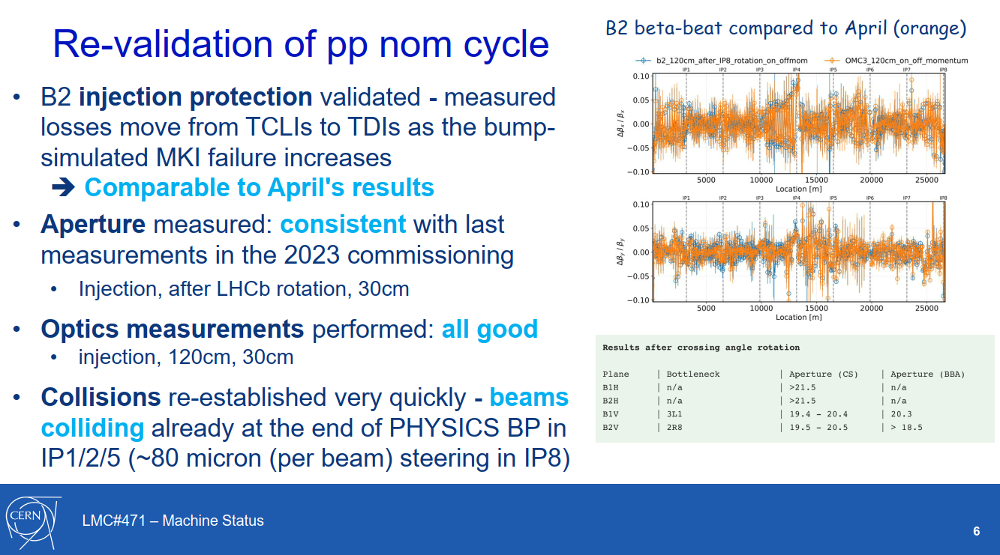 Re-validation of pp nom cycle
• B2 injection protection validated - measured
losses move from TCLIs to TDIs as the bump-
simulated MKI failure increases
➔ Comparable to April's results
• Aperture measured: consistent with last
measurements in the 2023 commissioning
• Injection, after LHCb rotation, 30cm
• Optics measurements performed: all good
• injection, 120cm, 30cm
• Collisions re-established very quickly - beams
colliding already at the end of PHYSICS BP in
IP1/2/5 (~80 micron (per beam) steering in IP8)
B2 beta-beat compared to April (orange)
b2_120cm_after_IP8_rotation_on_offmom OMC3_120cm_on_off_momentum
IP1 IP2 IP3 IP4 IP5 IP6 IP7 IP8
0.10
0.05
0.00
−0.05
−0.10
Δβx / βx
5000 10000 15000 20000 25000
Location [m]
IP1 IP2 IP3 IP4 IP5 IP6 IP7 IP8
0.10
0.05
0.00
−0.05
−0.10
Δβy / βy
5000 10000 15000 20000 25000
Location [m]
Results after crossing angle rotation
Plane | Bottleneck | Aperture (CS) | Aperture (BBA)
B1H | n/a | >21.5 | n/a
B2H | n/a | >21.5 | n/a
B1V | 3L1 | 19.4 – 20.4 | 20.3
B2V | 2R8 | 19.5 – 20.5 | > 18.5
CERN
LMC#471 – Machine Status
6